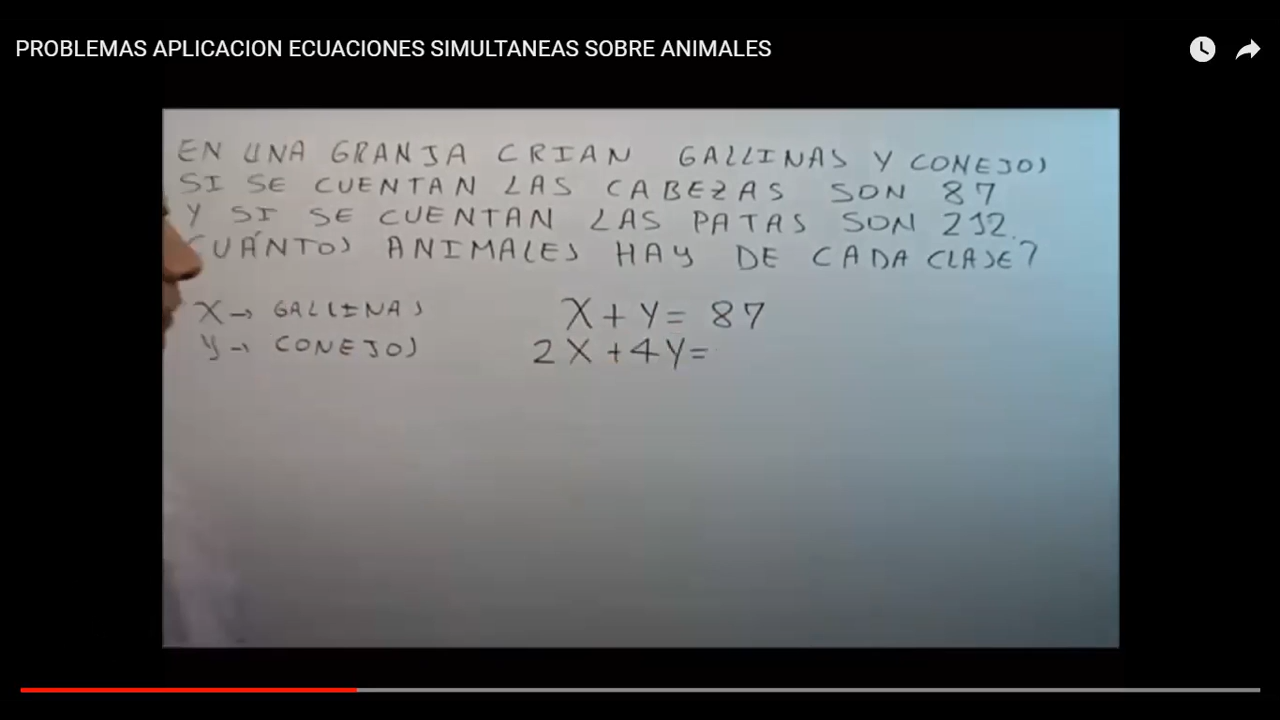 PROBLEMAS APLICACION ECUACIONES SIMULTANEAS SOBRE ANIMALES
EN UNA GRANJA CRIAN GALLINAS Y CONEJOS
SI SE CUENTAN LAS CABEZAS SON 87
Y SI SE CUENTAN LAS PATAS SON 212.
CUÁNTOS ANIMALES HAY DE CADA CLASE?
X → GALLINAS X + Y = 87
Y → CONEJOS 2X + 4Y =